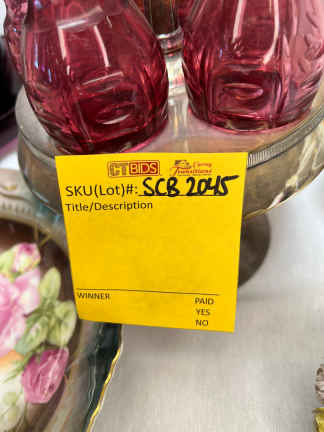 CTBIDS Caring Transitions
SKU(Lot)#: SCB 2045
Title/Description
WINNER PAID
YES
NO